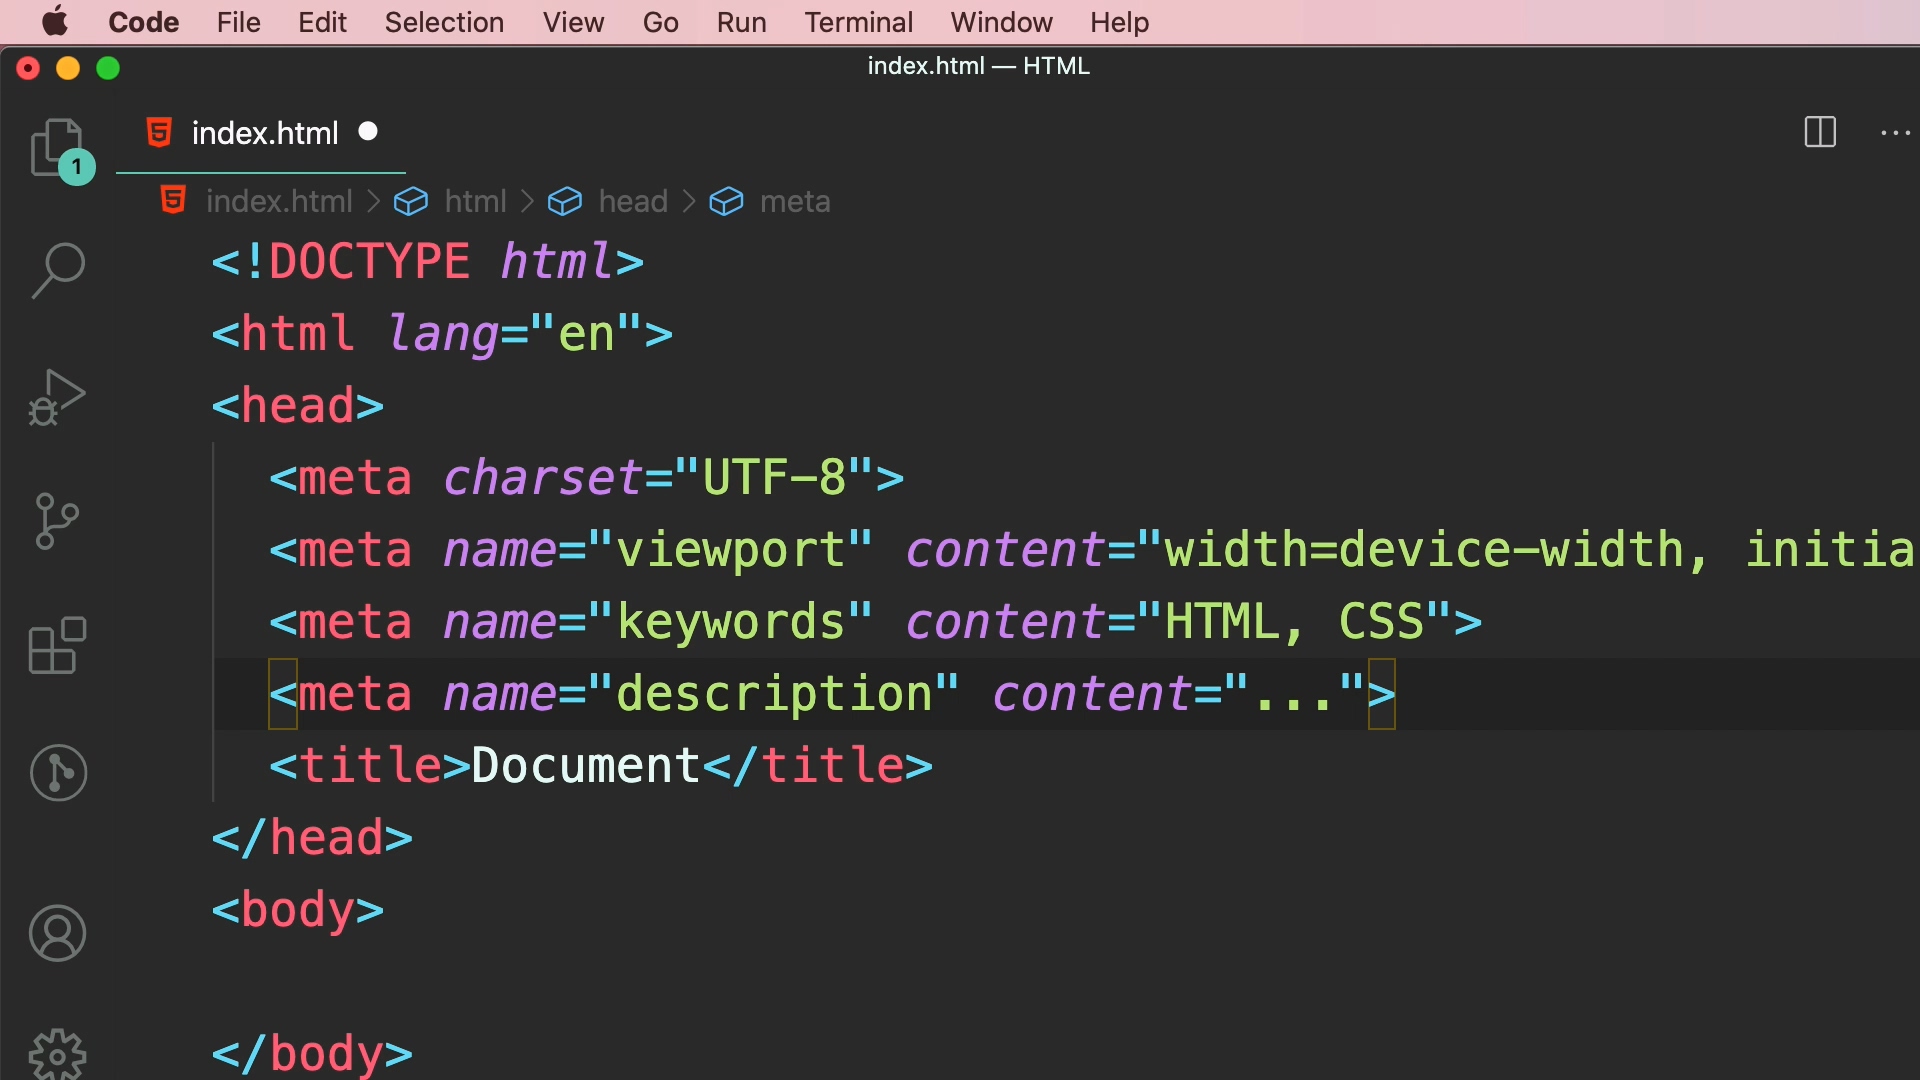 Code File Edit Selection View Go Run Terminal Window Help
index.html — HTML
index.html
1
index.html > html > head > meta
<!DOCTYPE html>
<html lang="en">
<head>
<meta charset="UTF-8">
<meta name="viewport" content="width=device-width, initia
<meta name="keywords" content="HTML, CSS">
<meta name="description" content="...">
<title>Document</title>
</head>
<body>
</body>